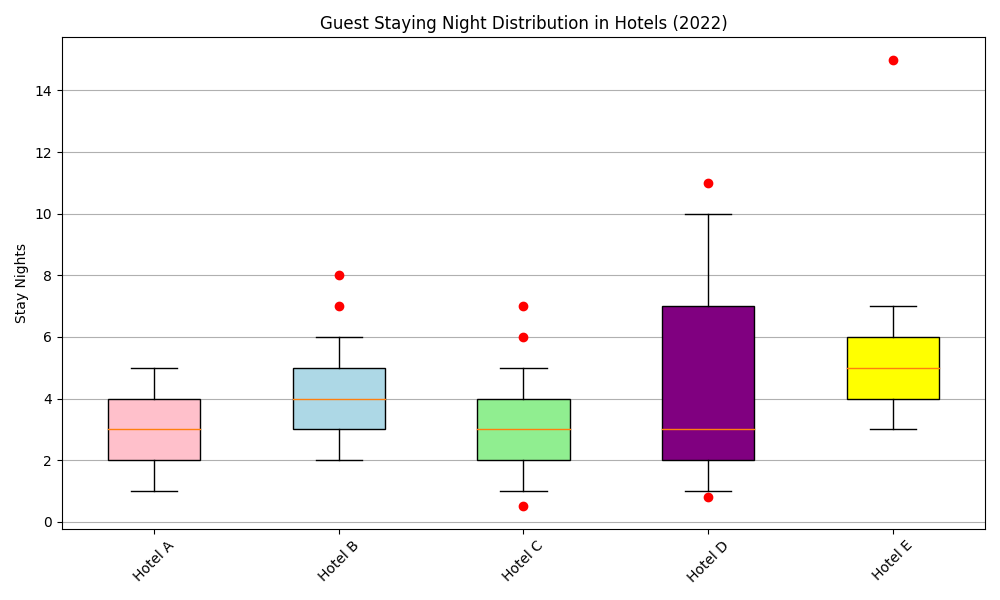 Guest Staying Night Distribution in Hotels (2022)
Stay Nights
14
12
10
8
6
4
2
0
Hotel A
Hotel B
Hotel C
Hotel D
Hotel E